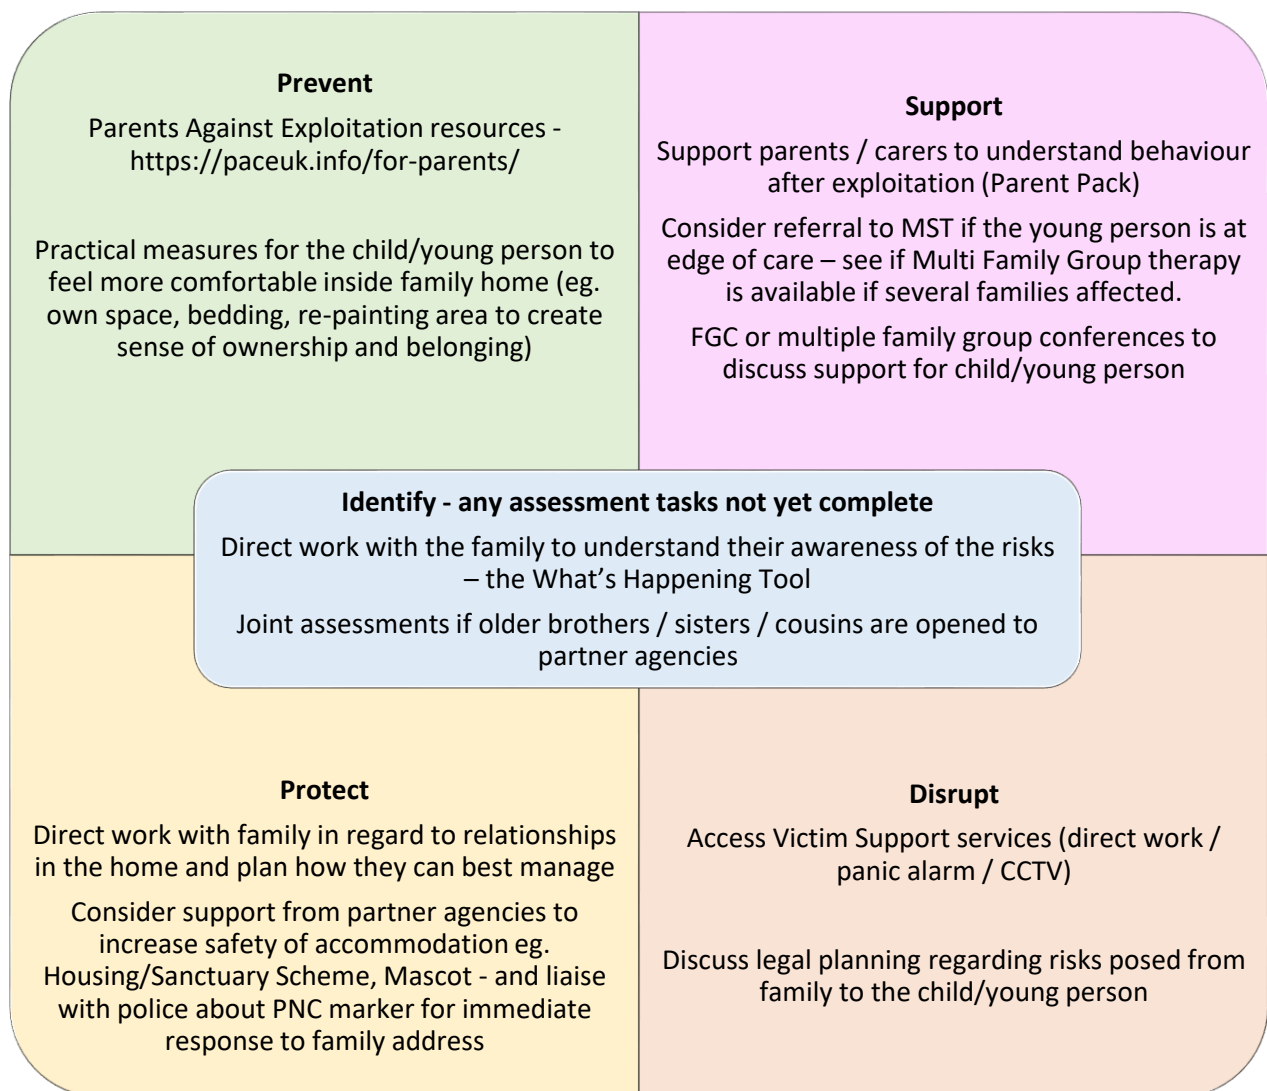 Prevent
Parents Against Exploitation resources -
https://paceuk.info/for-parents/
Practical measures for the child/young person to
feel more comfortable inside family home (eg.
own space, bedding, re-painting area to create
sense of ownership and belonging)
Support
Support parents / carers to understand behaviour
after exploitation (Parent Pack)
Consider referral to MST if the young person is at
edge of care – see if Multi Family Group therapy
is available if several families affected.
FGC or multiple family group conferences to
discuss support for child/young person
Identify - any assessment tasks not yet complete
Direct work with the family to understand their awareness of the risks
– the What's Happening Tool
Joint assessments if older brothers / sisters / cousins are opened to
partner agencies
Protect
Direct work with family in regard to relationships
in the home and plan how they can best manage
Consider support from partner agencies to
increase safety of accommodation eg.
Housing/Sanctuary Scheme, Mascot - and liaise
with police about PNC marker for immediate
response to family address
Disrupt
Access Victim Support services (direct work /
panic alarm / CCTV)
Discuss legal planning regarding risks posed from
family to the child/young person